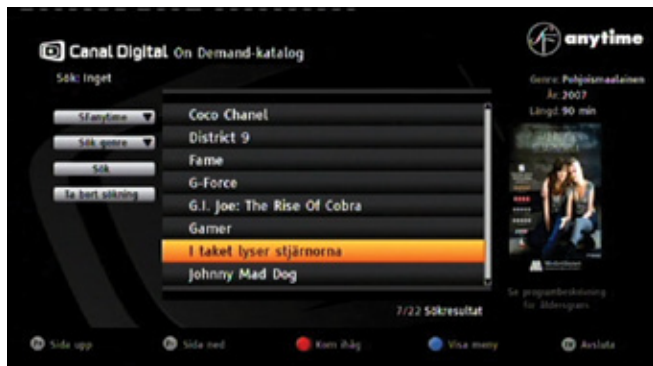 Canal Digital On Demand-katalog
anytime
Sök: Inget
Genre: Pohjoismaalainen
År: 2007
Längd: 90 min
SFanytime
Sök genre
Sök
Ta bort sökning
Coco Chanel
District 9
Fame
G-Force
G.I. Joe: The Rise Of Cobra
Gamer
I taket lyser stjärnorna
Johnny Mad Dog
7/22 Sökresultat
Se programbeskrivning
för åldersgräns
Sida upp
Sida ned
Kom ihåg
Visa meny
Avsluta